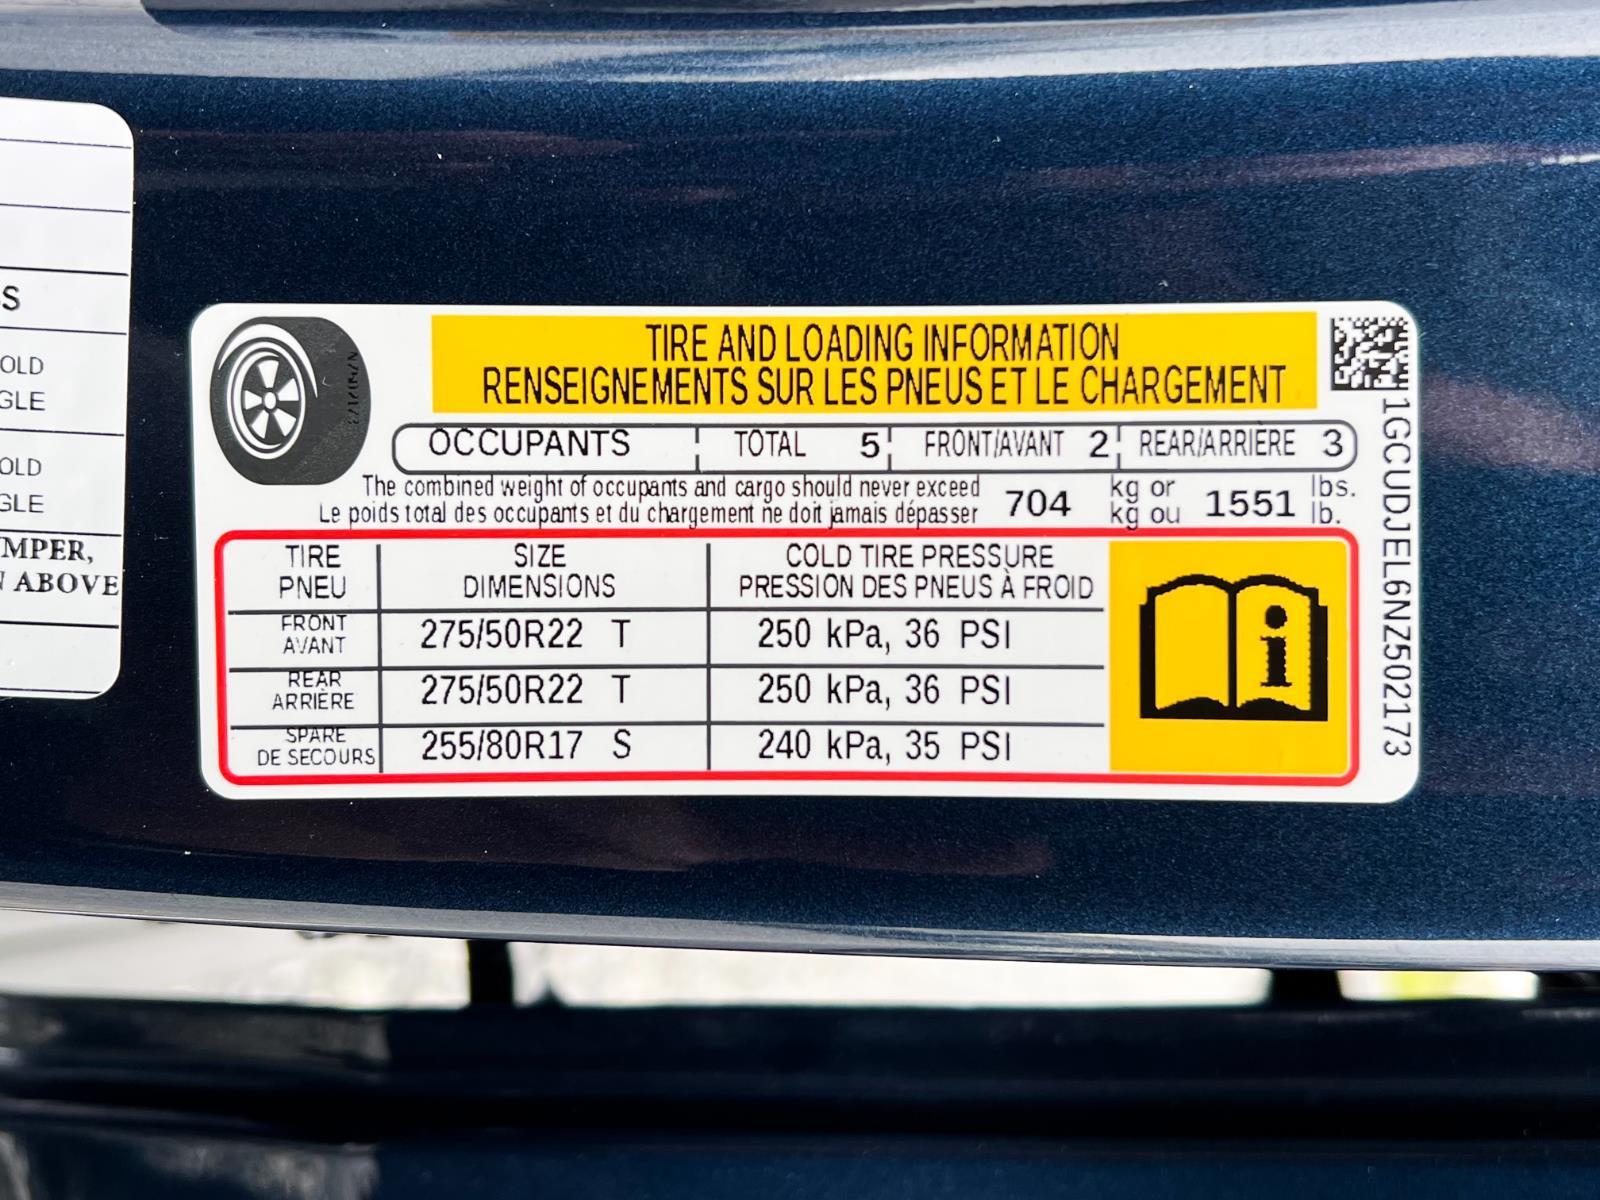 S
OLD
GLE
OLD
GLE
MPER,
ABOVE
TIRE AND LOADING INFORMATION
RENSEIGNEMENTS SUR LES PNEUS ET LE CHARGEMENT
OCCUPANTS TOTAL 5 FRONT/AVANT 2 REAR/ARRIÈRE 3
The combined weight of occupants and cargo should never exceed 704 kg or 1551 lbs.
Le poids total des occupants et du chargement ne doit jamais dépasser kg ou lb.
TIRE SIZE COLD TIRE PRESSURE
PNEU DIMENSIONS PRESSION DES PNEUS À FROID
FRONT
AVANT 275/50R22 T 250 kPa, 36 PSI
REAR
ARRIÈRE 275/50R22 T 250 kPa, 36 PSI
SPARE
DE SECOURS 255/80R17 S 240 kPa, 35 PSI
1GCUDJEL6NZ502173